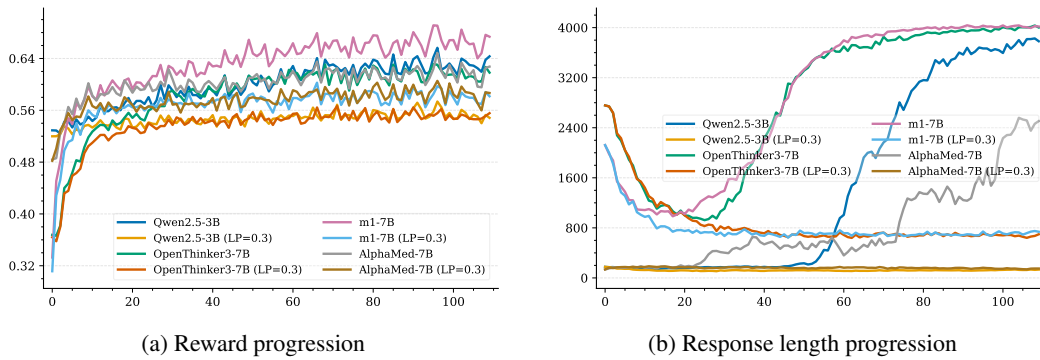 0.64
0.56
0.48
0.40
0.32
Qwen2.5-3B
Qwen2.5-3B (LP=0.3)
OpenThinker3-7B
OpenThinker3-7B (LP=0.3)
m1-7B
m1-7B (LP=0.3)
AlphaMed-7B
AlphaMed-7B (LP=0.3)
0 20 40 60 80 100
(a) Reward progression
4000
3200
2400
1600
800
0
Qwen2.5-3B
Qwen2.5-3B (LP=0.3)
OpenThinker3-7B
OpenThinker3-7B (LP=0.3)
m1-7B
m1-7B (LP=0.3)
AlphaMed-7B
AlphaMed-7B (LP=0.3)
0 20 40 60 80 100
(b) Response length progression